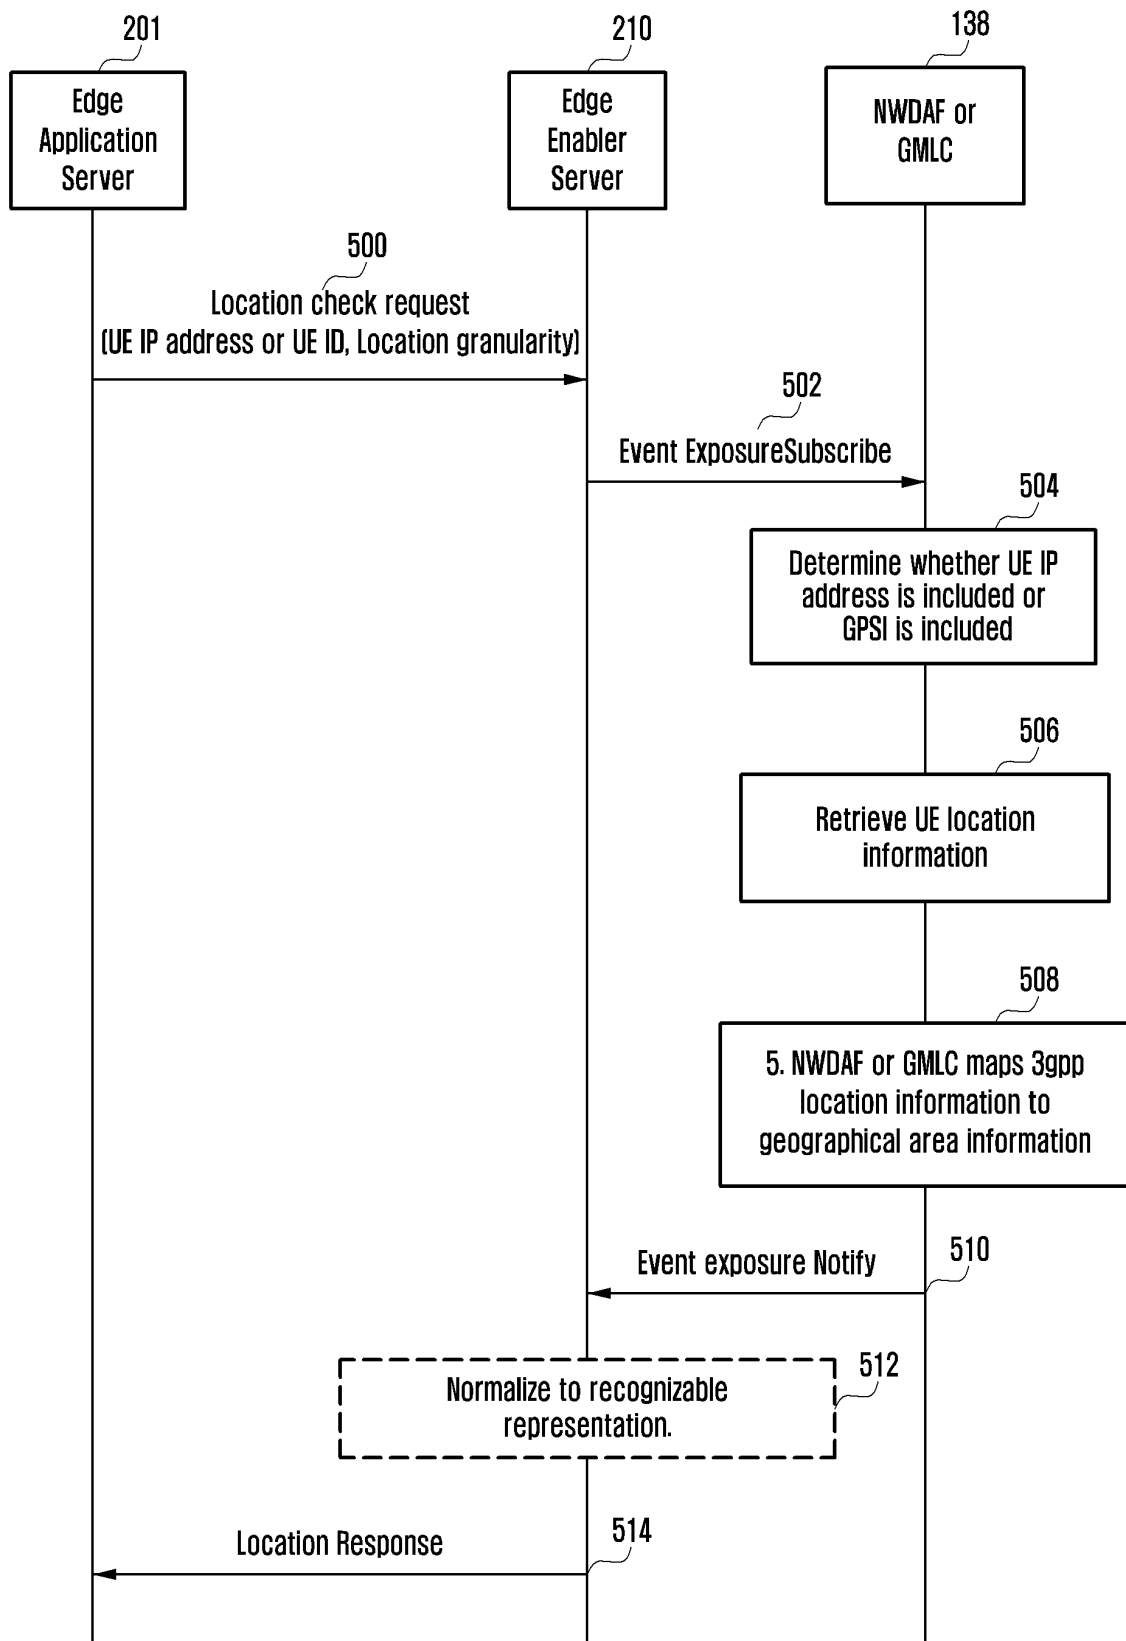 201
210
138
Edge
Application
Server
Edge
Enabler
Server
NWDAF or
GMLC
500
Location check request
(UE IP address or UE ID, Location granularity)
502
Event ExposureSubscribe
504
Determine whether UE IP
address is included or
GPSI is included
506
Retrieve UE location
information
508
5. NWDAF or GMLC maps 3gpp
location information to
geographical area information
510
Event exposure Notify
512
Normalize to recognizable
representation.
514
Location Response